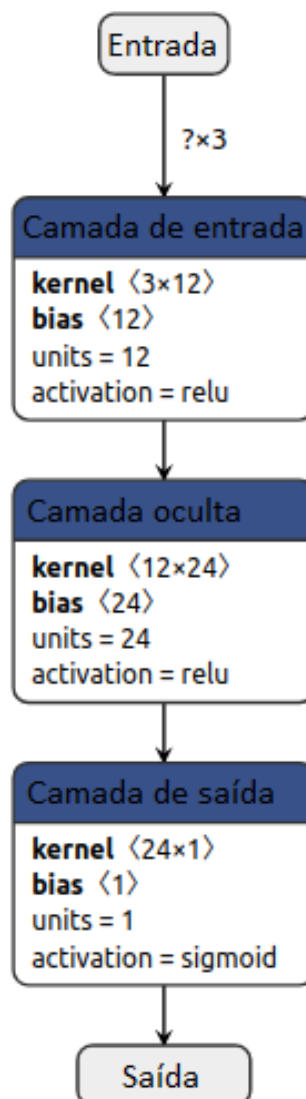 Entrada
?×3
Camada de entrada
kernel〈3×12〉
bias〈12〉
units = 12
activation = relu
Camada oculta
kernel〈12×24〉
bias〈24〉
units = 24
activation = relu
Camada de saída
kernel〈24×1〉
bias〈1〉
units = 1
activation = sigmoid
Saída